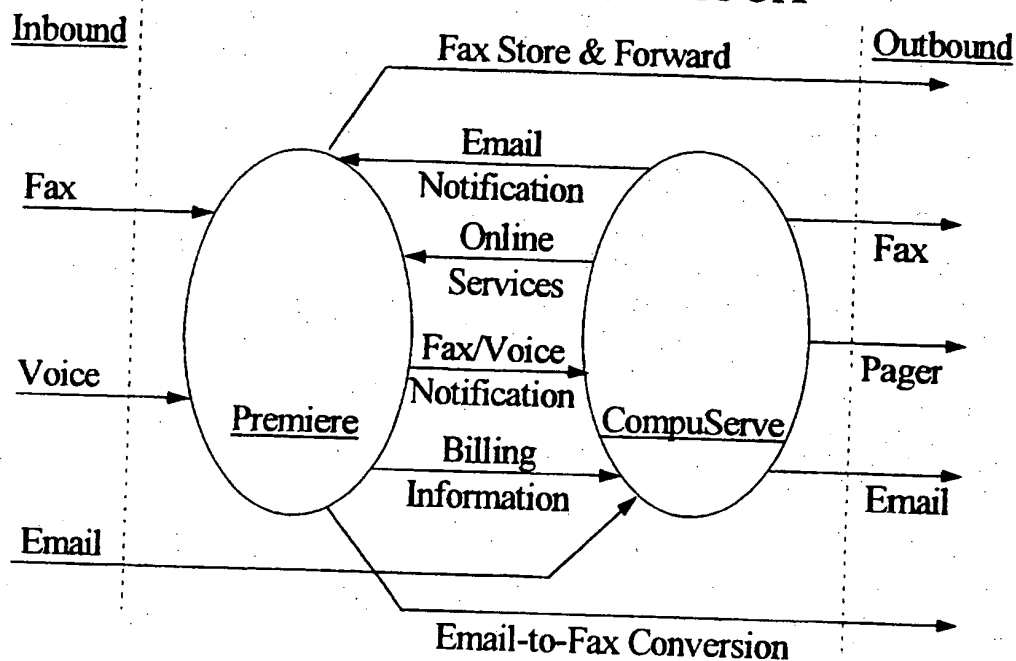 Inbound
Outbound
Fax Store & Forward
Email
Notification
Fax
Online
Services
Fax
Fax/Voice
Notification
Voice
Pager
Premiere
CompuServe
Billing
Information
Email
Email
Email-to-Fax Conversion